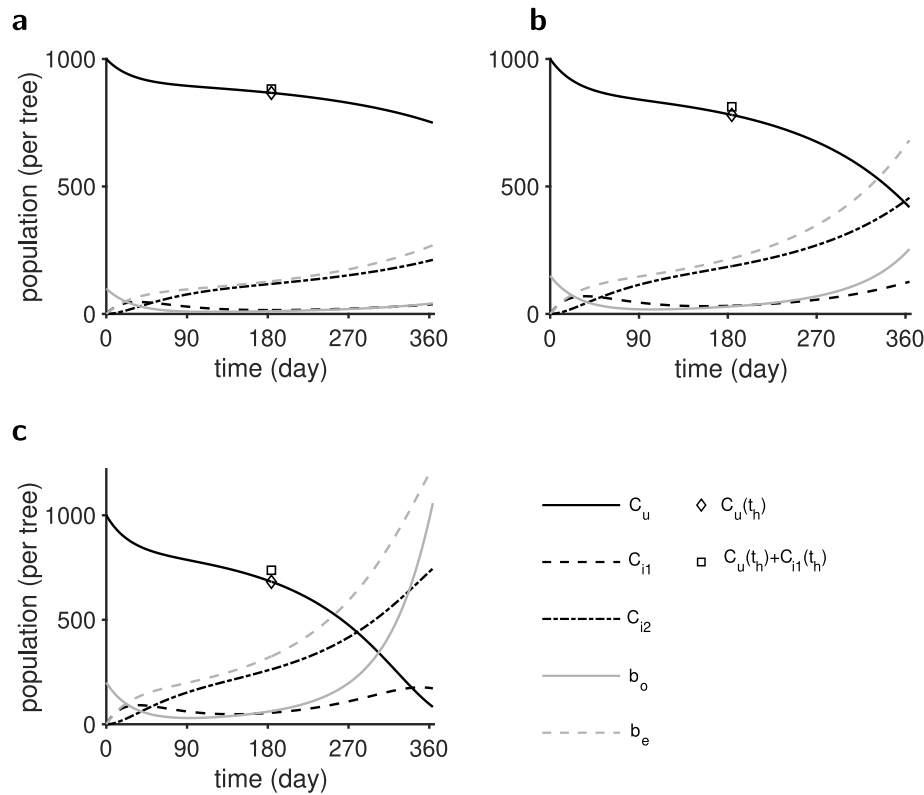 a
1000
500
0
population (per tree)
0 90 180 270 360
time (day)
b
1000
500
0
0 90 180 270 360
time (day)
c
1000
500
0
population (per tree)
0 90 180 270 360
time (day)
C_u
C_i1
C_i2
b_o
b_e
C_u(t_h)
C_u(t_h)+C_i1(t_h)